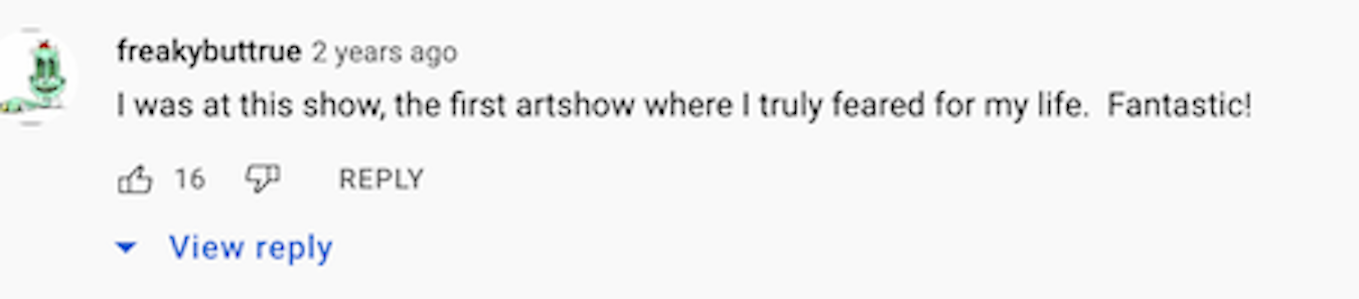 freakybuttrue 2 years ago
I was at this show, the first artshow where I truly feared for my life.  Fantastic!
16 REPLY
View reply